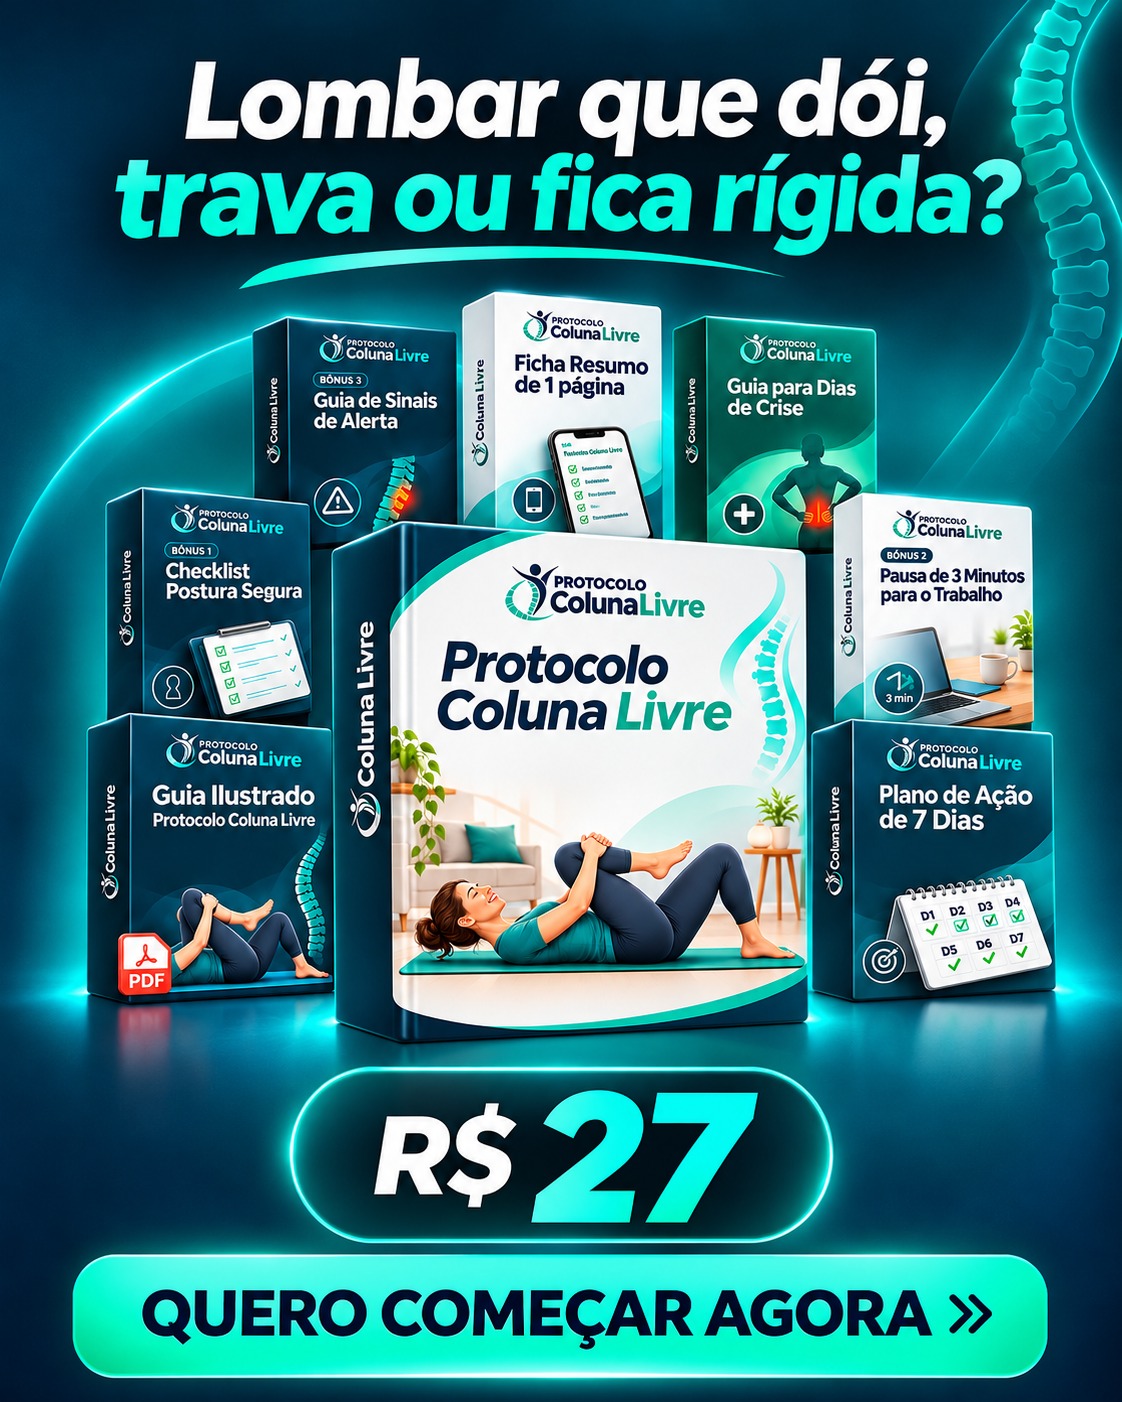 Lombar que dói,
trava ou fica rígida?
PROTOCOLO
Coluna Livre
BÔNUS 3
Guia de Sinais
de Alerta
Coluna Livre
PROTOCOLO
Coluna Livre
Ficha Resumo
de 1 página
Coluna Livre
PROTOCOLO
Coluna Livre
Guia para Dias
de Crise
Coluna Livre
PROTOCOLO
Coluna Livre
BÔNUS 1
Checklist
Postura Segura
Coluna Livre
PROTOCOLO
Coluna Livre
BÔNUS 2
Pausa de 3 Minutos
para o Trabalho
3 min
Coluna Livre
PROTOCOLO
Coluna Livre
Protocolo
Coluna Livre
Coluna Livre
PROTOCOLO
Coluna Livre
Guia Ilustrado
Protocolo Coluna Livre
PDF
Coluna Livre
PROTOCOLO
Coluna Livre
Plano de Ação
de 7 Dias
D1 D2 D3 D4
D5 D6 D7
Coluna Livre
R$ 27
QUERO COMEÇAR AGORA »